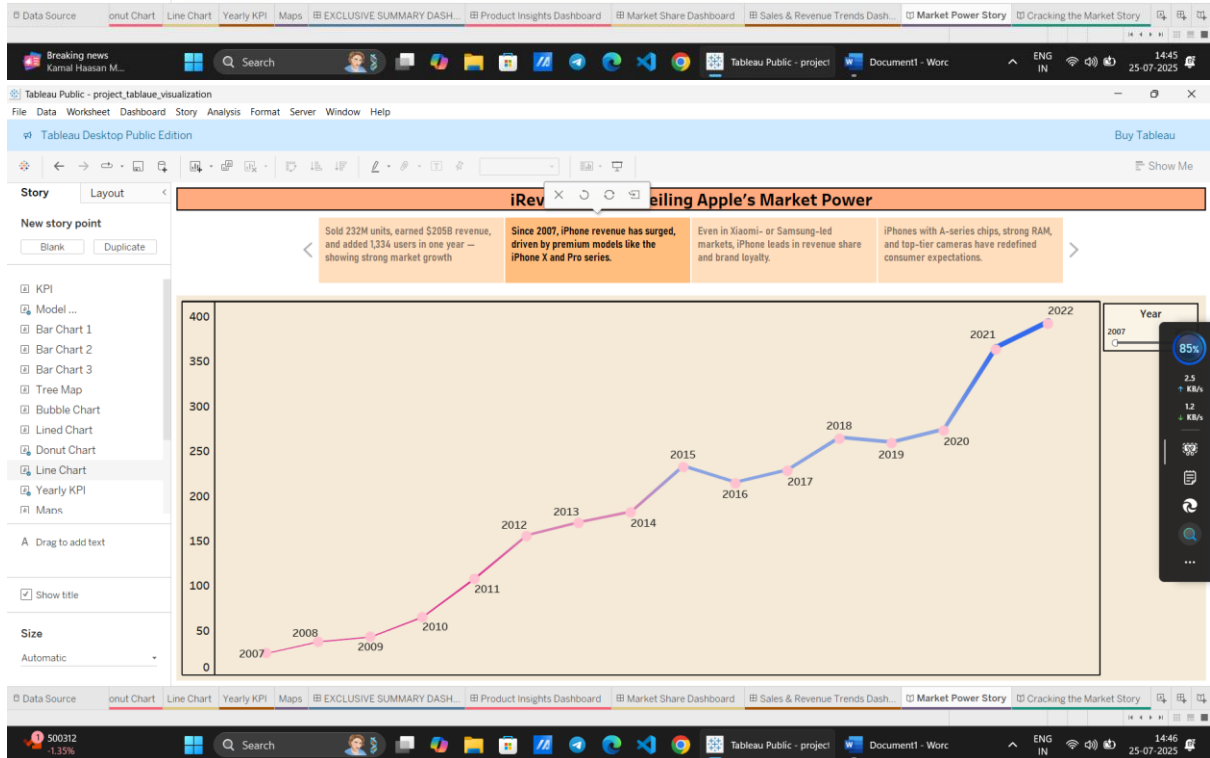 Data Source onut Chart Line Chart Yearly KPI Maps EXCLUSIVE SUMMARY DASH... Product Insights Dashboard Market Share Dashboard Sales & Revenue Trends Dash... Market Power Story Cracking the Market Story
Breaking news
Kamal Haasan M...
Search
Tableau Public - project
Document1 - Worc
ENG
IN
14:45
25-07-2025
Tableau Public - project_tablaue_visualization
File Data Worksheet Dashboard Story Analysis Format Server Window Help
Tableau Desktop Public Edition
Buy Tableau
Show Me
Story Layout
New story point
Blank Duplicate
KPI
Model ...
Bar Chart 1
Bar Chart 2
Bar Chart 3
Tree Map
Bubble Chart
Lined Chart
Donut Chart
Line Chart
Yearly KPI
Maps
A Drag to add text
Show title
Size
Automatic
iRev eiling Apple's Market Power
Sold 232M units, earned $205B revenue,
and added 1,334 users in one year —
showing strong market growth
Since 2007, iPhone revenue has surged,
driven by premium models like the
iPhone X and Pro series.
Even in Xiaomi- or Samsung-led
markets, iPhone leads in revenue share
and brand loyalty.
iPhones with A-series chips, strong RAM,
and top-tier cameras have redefined
consumer expectations.
400
350
300
250
200
150
100
50
0
2007
2008
2009
2010
2011
2012
2013
2014
2015
2016
2017
2018
2019
2020
2021
2022
Year
2007
85%
2.5
KB/s
1.2
KB/s
Data Source onut Chart Line Chart Yearly KPI Maps EXCLUSIVE SUMMARY DASH... Product Insights Dashboard Market Share Dashboard Sales & Revenue Trends Dash... Market Power Story Cracking the Market Story
1
500312
-1.35%
Search
Tableau Public - project
Document1 - Worc
ENG
IN
14:46
25-07-2025